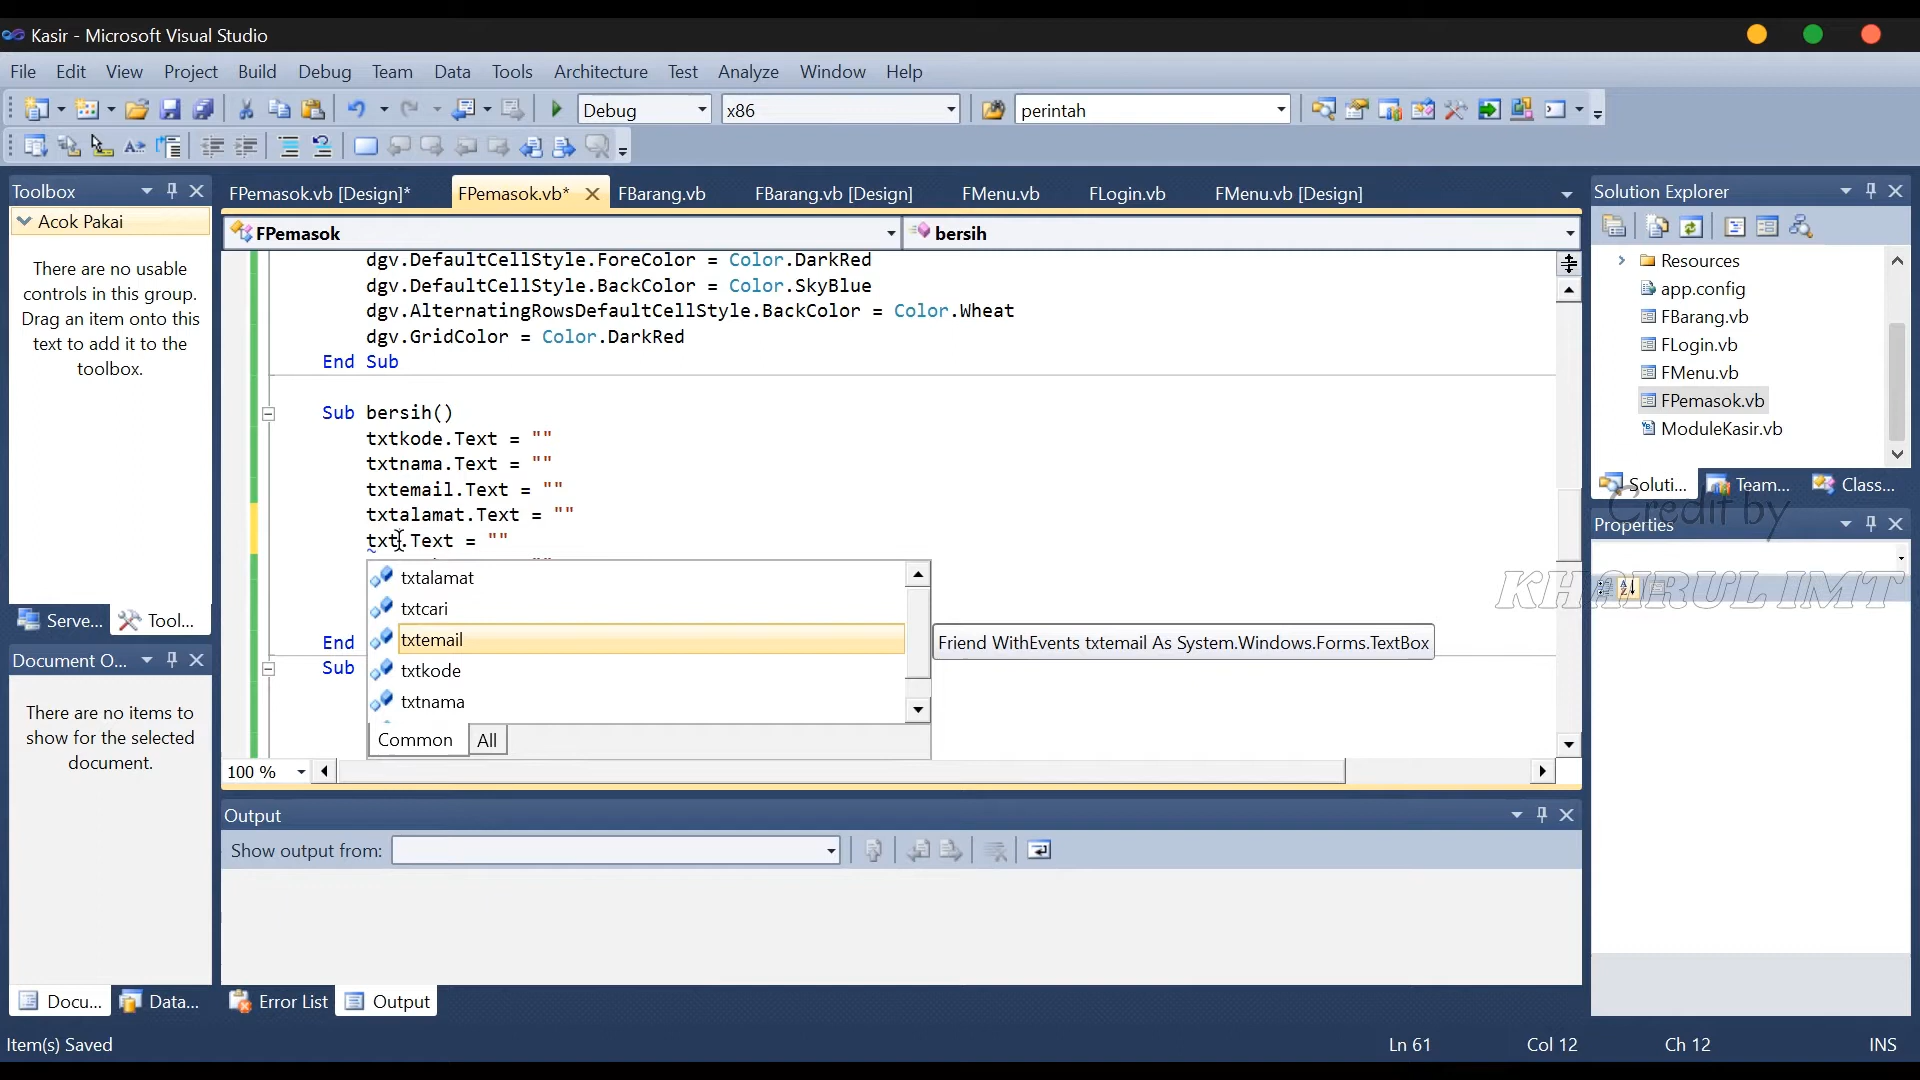 Kasir - Microsoft Visual Studio
File Edit View Project Build Debug Team Data Tools Architecture Test Analyze Window Help
Debug x86 perintah
Toolbox
Acok Pakai
There are no usable
controls in this group.
Drag an item onto this
text to add it to the
toolbox.
Serve... Tool...
Document O...
There are no items to
show for the selected
document.
Docu... Data...
FPemasok.vb [Design]* FPemasok.vb* FBarang.vb FBarang.vb [Design] FMenu.vb FLogin.vb FMenu.vb [Design]
FPemasok bersih
dgv.DefaultCellStyle.ForeColor = Color.DarkRed
dgv.DefaultCellStyle.BackColor = Color.SkyBlue
dgv.AlternatingRowsDefaultCellStyle.BackColor = Color.Wheat
dgv.GridColor = Color.DarkRed
End Sub
Sub bersih()
txtkode.Text = ""
txtnama.Text = ""
txtemail.Text = ""
txtalamat.Text = ""
txt.Text = ""
txtalamat
txtcari
txtemail
txtkode
txtnama
Common All
Friend WithEvents txtemail As System.Windows.Forms.TextBox
End
Sub
100 %
Output
Show output from:
Error List Output
Solution Explorer
Resources
app.config
FBarang.vb
FLogin.vb
FMenu.vb
FPemasok.vb
ModuleKasir.vb
Soluti... Team... Class...
Credit by
Properties
KHAIRUL IMT
Item(s) Saved Ln 61 Col 12 Ch 12 INS